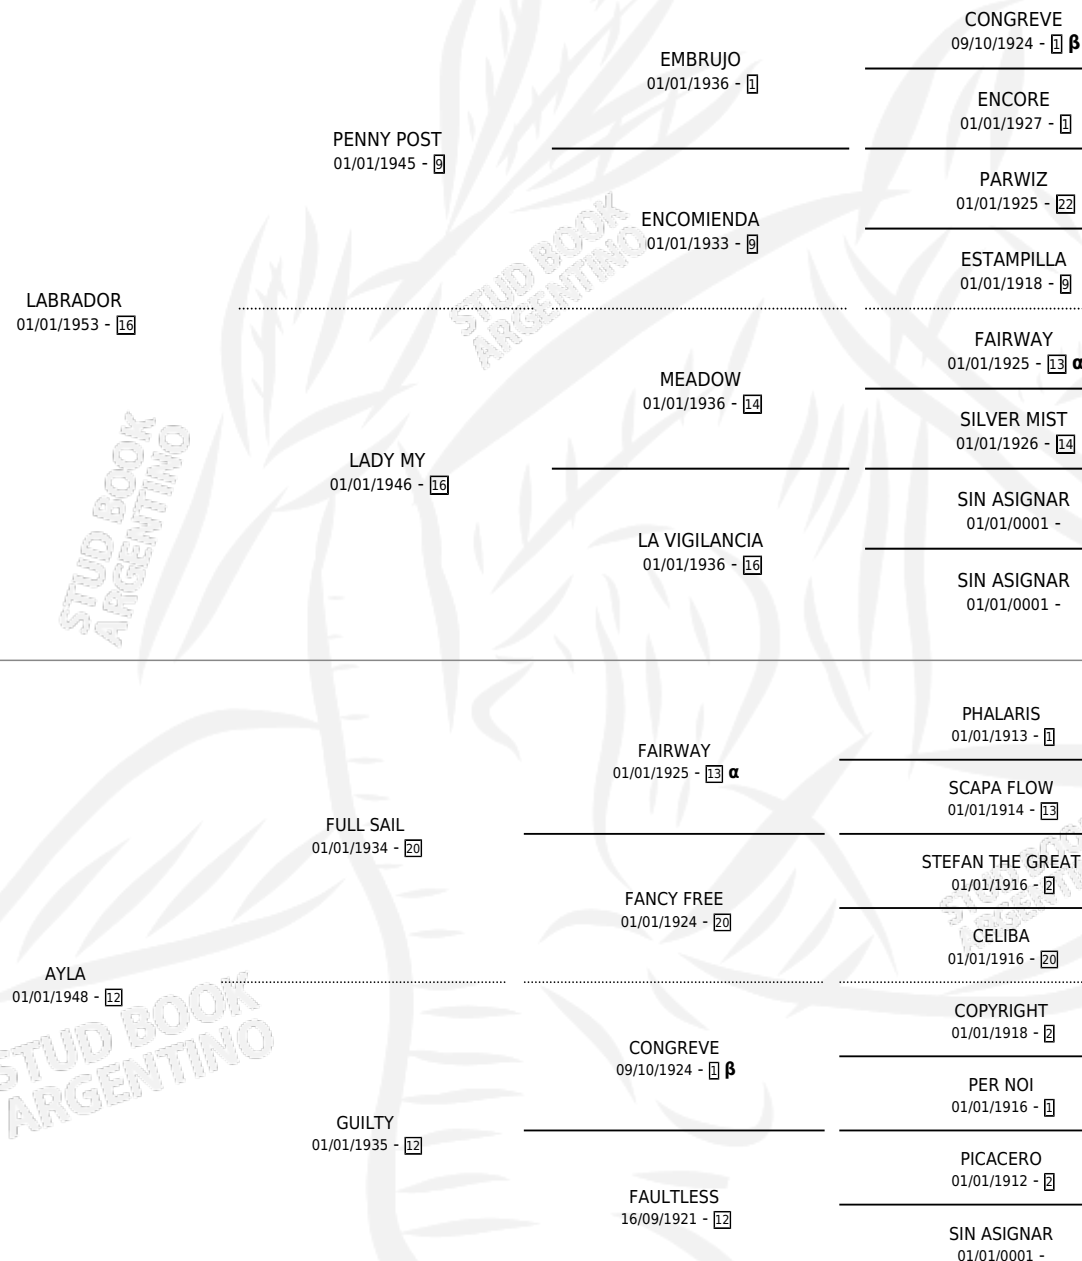 CONGREVE
09/10/1924 - 1 β
EMBRUJO
01/01/1936 - 1
ENCORE
01/01/1927 - 1
PENNY POST
01/01/1945 - 9
PARWIZ
01/01/1925 - 22
ENCOMIENDA
01/01/1933 - 9
ESTAMPILLA
01/01/1918 - 9
LABRADOR
01/01/1953 - 16
FAIRWAY
01/01/1925 - 13 α
MEADOW
01/01/1936 - 14
SILVER MIST
01/01/1926 - 14
LADY MY
01/01/1946 - 16
SIN ASIGNAR
01/01/0001 -
LA VIGILANCIA
01/01/1936 - 16
SIN ASIGNAR
01/01/0001 -
PHALARIS
01/01/1913 - 1
FAIRWAY
01/01/1925 - 13 α
SCAPA FLOW
01/01/1914 - 13
FULL SAIL
01/01/1934 - 20
STEFAN THE GREAT
01/01/1916 - 2
FANCY FREE
01/01/1924 - 20
CELIBA
01/01/1916 - 20
AYLA
01/01/1948 - 12
COPYRIGHT
01/01/1918 - 2
CONGREVE
09/10/1924 - 1 β
PER NOI
01/01/1916 - 1
GUILTY
01/01/1935 - 12
PICACERO
01/01/1912 - 2
FAULTLESS
16/09/1921 - 12
SIN ASIGNAR
01/01/0001 -
STUD BOOK
ARGENTINO
STUD BOOK
ARGENTINO
STUD BOOK
ARGENTINO
STUD BOOK
ARGENTINO